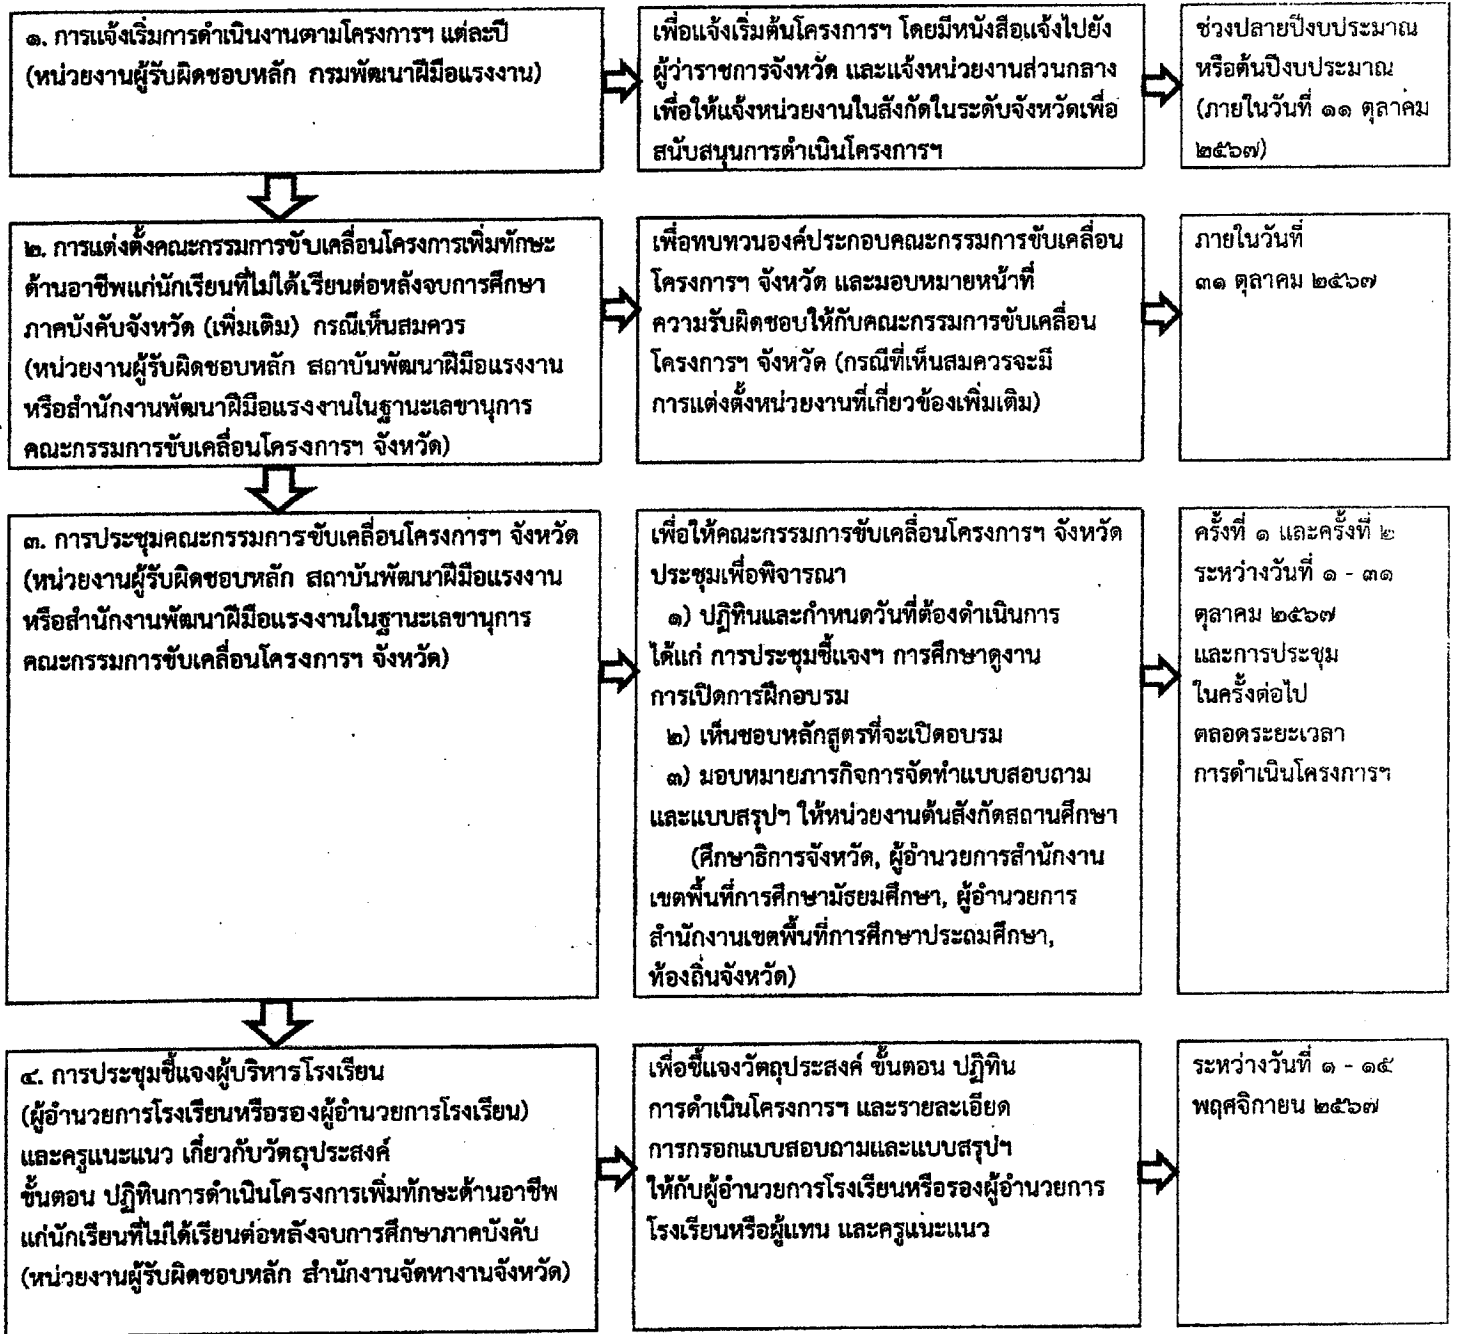 ๑. การแจ้งเริ่มการดำเนินงานตามโครงการฯ แต่ละปี
(หน่วยงานผู้รับผิดชอบหลัก กรมพัฒนาฝีมือแรงงาน)
เพื่อแจ้งเริ่มต้นโครงการฯ โดยมีหนังสือแจ้งไปยัง
ผู้ว่าราชการจังหวัด และแจ้งหน่วยงานส่วนกลาง
เพื่อให้แจ้งหน่วยงานในสังกัดในระดับจังหวัดเพื่อ
สนับสนุนการดำเนินโครงการฯ
ช่วงปลายปีงบประมาณ
หรือต้นปีงบประมาณ
(ภายในวันที่ ๑๑ ตุลาคม
๒๕๖๗)
๒. การแต่งตั้งคณะกรรมการขับเคลื่อนโครงการเพิ่มทักษะ
ด้านอาชีพแก่นักเรียนที่ไม่ได้เรียนต่อหลังจบการศึกษา
ภาคบังคับจังหวัด (เพิ่มเติม) กรณีเห็นสมควร
(หน่วยงานผู้รับผิดชอบหลัก สถาบันพัฒนาฝีมือแรงงาน
หรือสำนักงานพัฒนาฝีมือแรงงานในฐานะเลขานุการ
คณะกรรมการขับเคลื่อนโครงการฯ จังหวัด)
เพื่อทบทวนองค์ประกอบคณะกรรมการขับเคลื่อน
โครงการฯ จังหวัด และมอบหมายหน้าที่
ความรับผิดชอบให้กับคณะกรรมการขับเคลื่อน
โครงการฯ จังหวัด (กรณีที่เห็นสมควรจะมี
การแต่งตั้งหน่วยงานที่เกี่ยวข้องเพิ่มเติม)
ภายในวันที่
๓๑ ตุลาคม ๒๕๖๗
๓. การประชุมคณะกรรมการขับเคลื่อนโครงการฯ จังหวัด
(หน่วยงานผู้รับผิดชอบหลัก สถาบันพัฒนาฝีมือแรงงาน
หรือสำนักงานพัฒนาฝีมือแรงงานในฐานะเลขานุการ
คณะกรรมการขับเคลื่อนโครงการฯ จังหวัด)
เพื่อให้คณะกรรมการขับเคลื่อนโครงการฯ จังหวัด
ประชุมเพื่อพิจารณา
๑) ปฏิทินและกำหนดวันที่ต้องดำเนินการ
ได้แก่ การประชุมชี้แจงฯ การศึกษาดูงาน
การเปิดการฝึกอบรม
๒) เห็นชอบหลักสูตรที่จะเปิดอบรม
๓) มอบหมายภารกิจการจัดทำแบบสอบถาม
และแบบสรุปฯ ให้หน่วยงานต้นสังกัดสถานศึกษา
(ศึกษาธิการจังหวัด, ผู้อำนวยการสำนักงาน
เขตพื้นที่การศึกษามัธยมศึกษา, ผู้อำนวยการ
สำนักงานเขตพื้นที่การศึกษาประถมศึกษา,
ท้องถิ่นจังหวัด)
ครั้งที่ ๑ และครั้งที่ ๒
ระหว่างวันที่ ๑ - ๓๑
ตุลาคม ๒๕๖๗
และการประชุม
ในครั้งต่อไป
ตลอดระยะเวลา
การดำเนินโครงการฯ
๔. การประชุมชี้แจงผู้บริหารโรงเรียน
(ผู้อำนวยการโรงเรียนหรือรองผู้อำนวยการโรงเรียน)
และครูแนะแนว เกี่ยวกับวัตถุประสงค์
ขั้นตอน ปฏิทินการดำเนินโครงการเพิ่มทักษะด้านอาชีพ
แก่นักเรียนที่ไม่ได้เรียนต่อหลังจบการศึกษาภาคบังคับ
(หน่วยงานผู้รับผิดชอบหลัก สำนักงานจัดหางานจังหวัด)
เพื่อชี้แจงวัตถุประสงค์ ขั้นตอน ปฏิทิน
การดำเนินโครงการฯ และรายละเอียด
การกรอกแบบสอบถามและแบบสรุปฯ
ให้กับผู้อำนวยการโรงเรียนหรือรองผู้อำนวยการ
โรงเรียนหรือผู้แทน และครูแนะแนว
ระหว่างวันที่ ๑ - ๑๕
พฤศจิกายน ๒๕๖๗